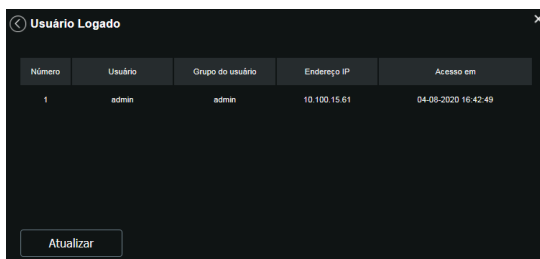 Usuário Logado
Número Usuário Grupo do usuário Endereço IP Acesso em
1 admin admin 10.100.15.61 04-08-2020 16:42:49
Atualizar